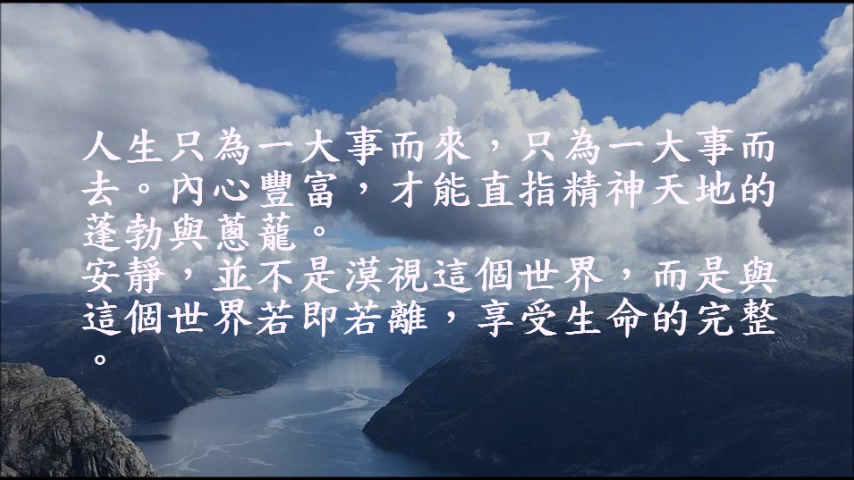 人生只為一大事而來，只為一大事而
去。內心豐富，才能直指精神天地的
蓬勃與蔥蘢。
安靜，並不是漠視這個世界，而是與
這個世界若即若離，享受生命的完整
。